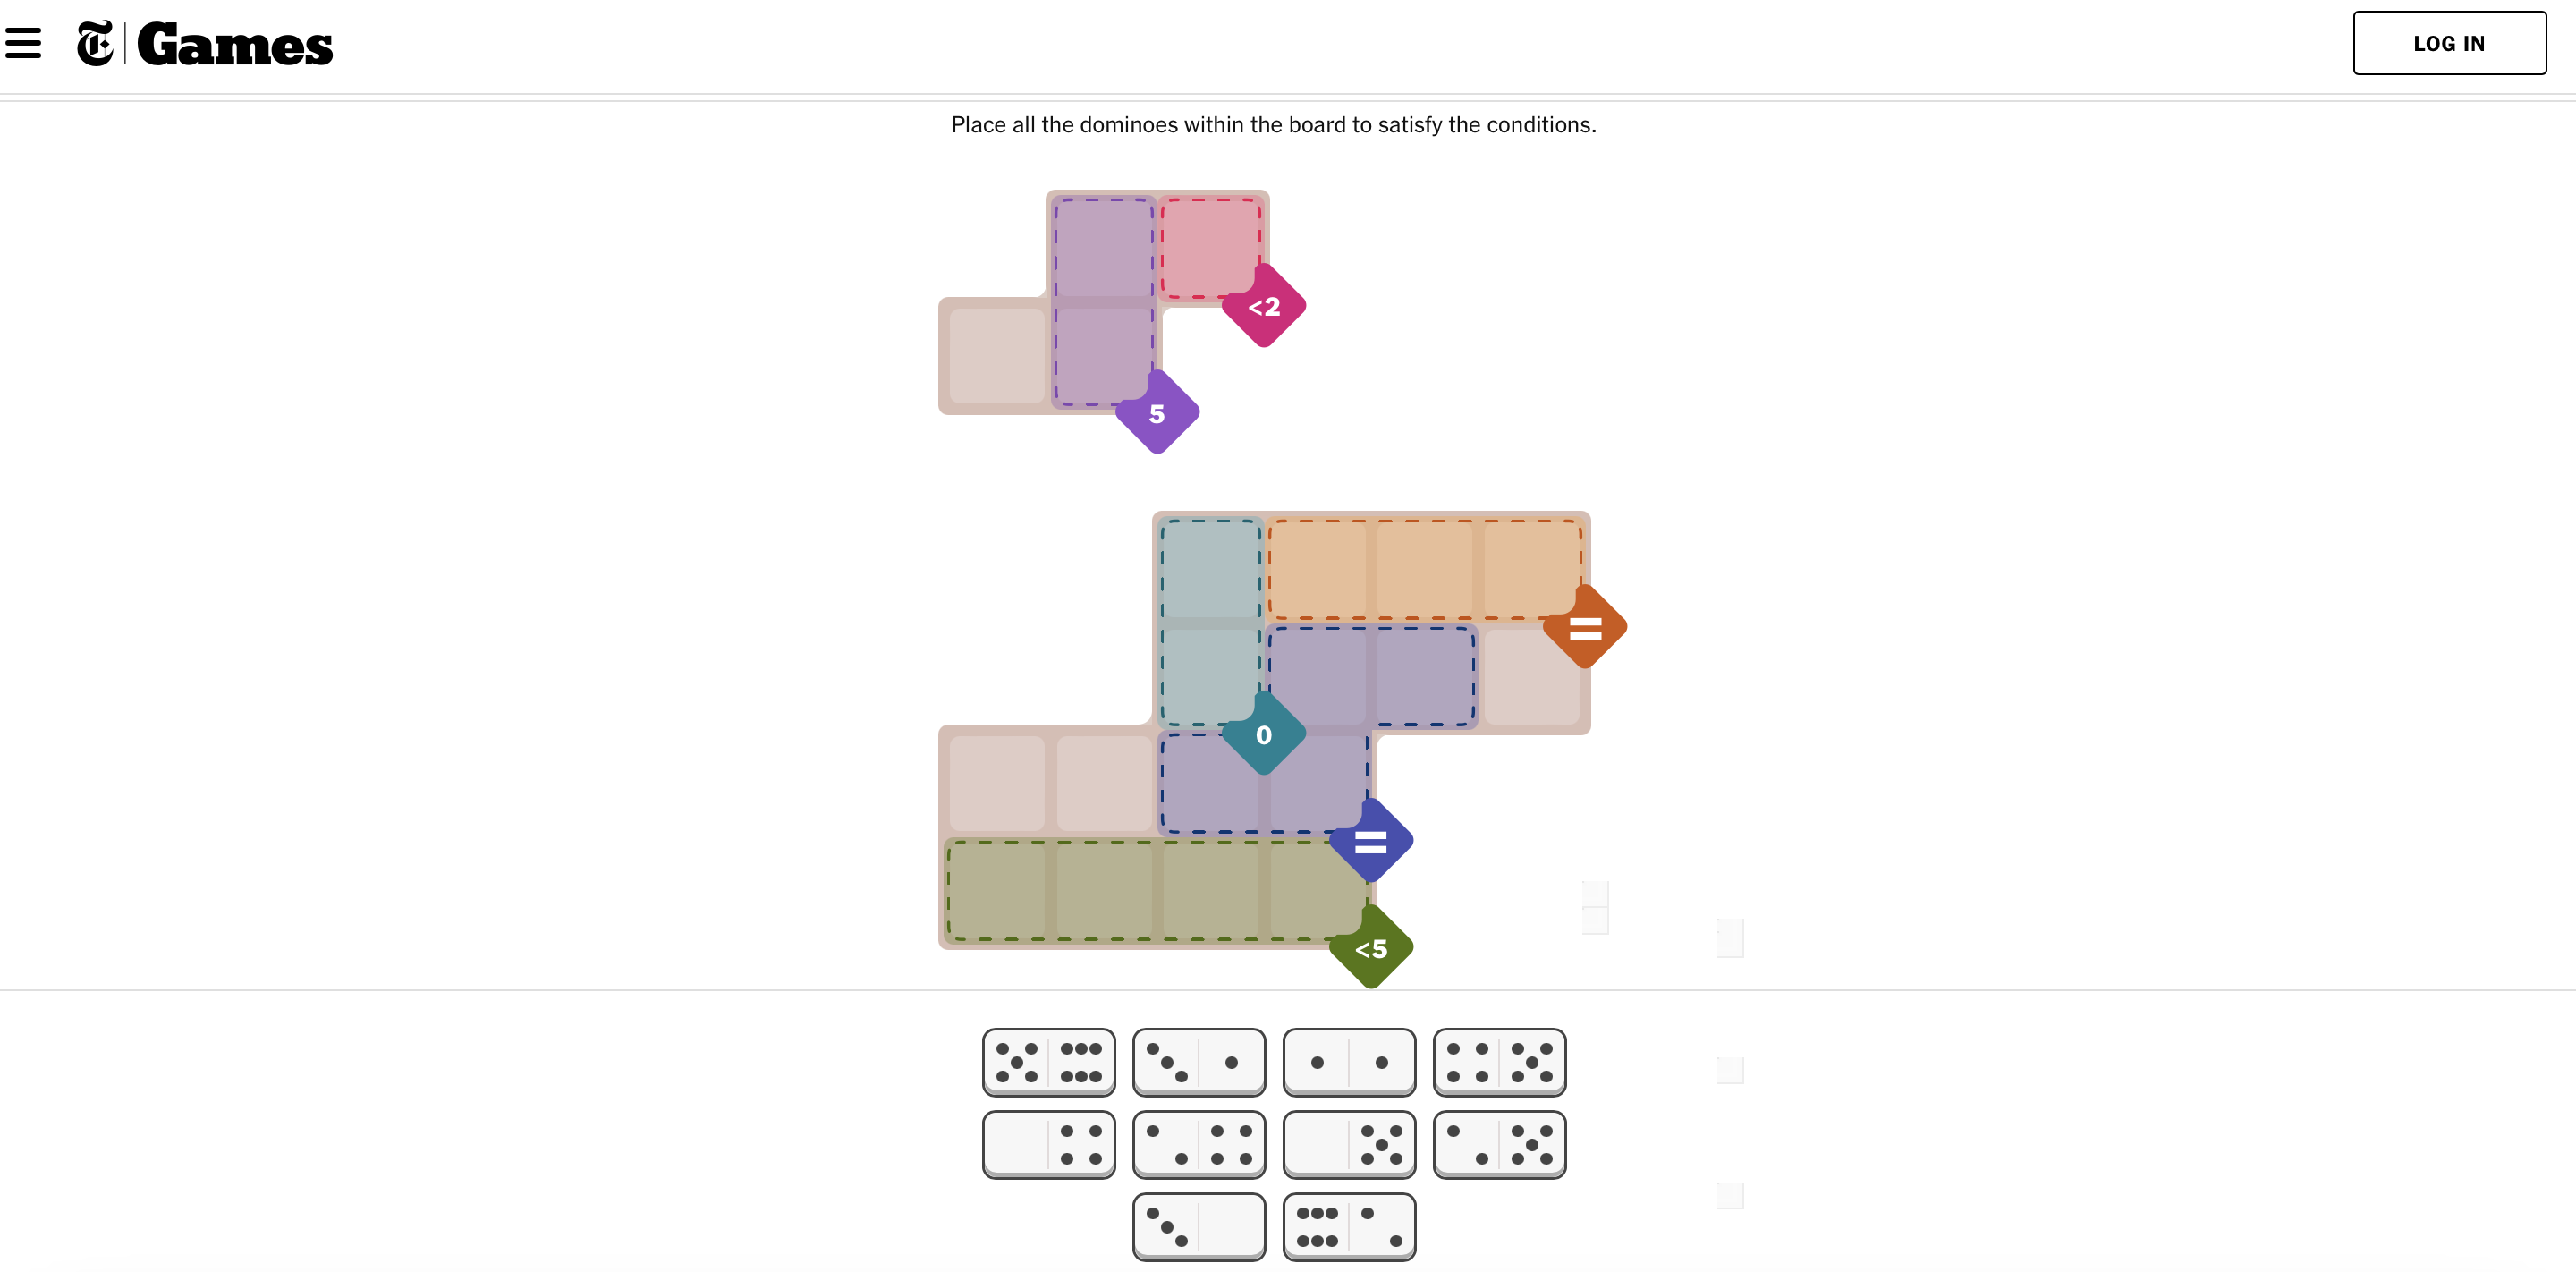 T Games
LOG IN
Place all the dominoes within the board to satisfy the conditions.
<2
5
=
0
=
<5